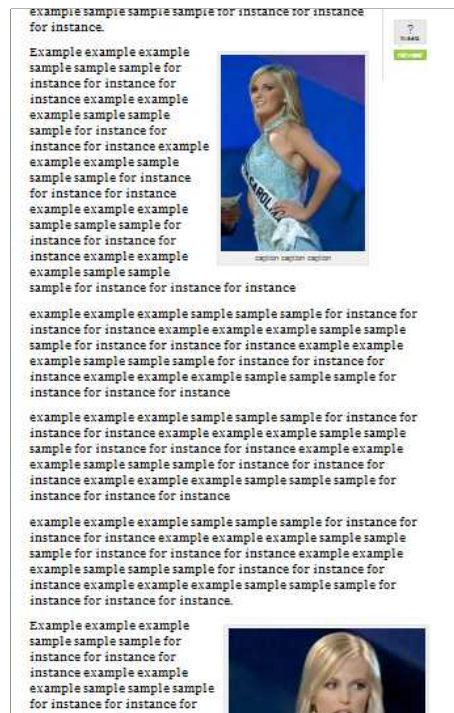 example sample sample sample for instance for instance
for instance.
Example example example
sample sample sample for
instance for instance for
instance example example
example sample sample
sample for instance for
instance for instance example
example example sample
sample sample for instance
for instance for instance
example example example
sample sample sample for
instance for instance for
instance example example
example sample sample
sample for instance for instance for instance
CAROLINA
caption caption caption
example example example sample sample sample for instance for
instance for instance example example example sample sample
sample for instance for instance for instance example example
example sample sample sample for instance for instance for
instance example example example sample sample sample for
instance for instance for instance
example example example sample sample sample for instance for
instance for instance example example example sample sample
sample for instance for instance for instance example example
example sample sample sample for instance for instance for
instance example example example sample sample sample for
instance for instance for instance
example example example sample sample sample for instance for
instance for instance example example example sample sample
sample for instance for instance for instance example example
example sample sample sample for instance for instance for
instance example example example sample sample sample for
instance for instance for instance.
Example example example
sample sample sample for
instance for instance for
instance example example
example sample sample sample
for instance for instance for
?